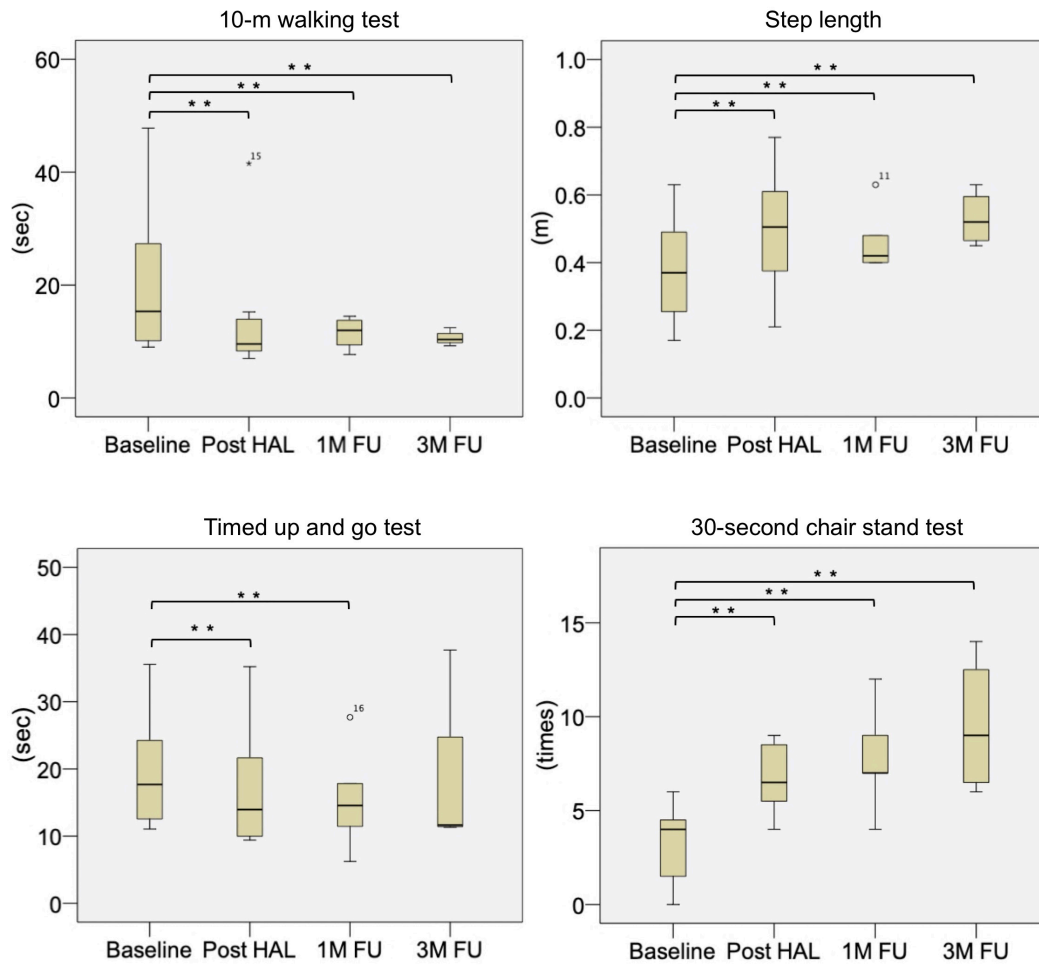 10-m walking test
60
40
20
0
(sec)
* *
* *
* *
15
Baseline Post HAL 1M FU 3M FU
Step length
1.0
0.8
0.6
0.4
0.2
0.0
(m)
* *
* *
* *
11
Baseline Post HAL 1M FU 3M FU
Timed up and go test
50
40
30
20
10
0
(sec)
* *
* *
16
Baseline Post HAL 1M FU 3M FU
30-second chair stand test
15
10
5
0
(times)
* *
* *
* *
Baseline Post HAL 1M FU 3M FU